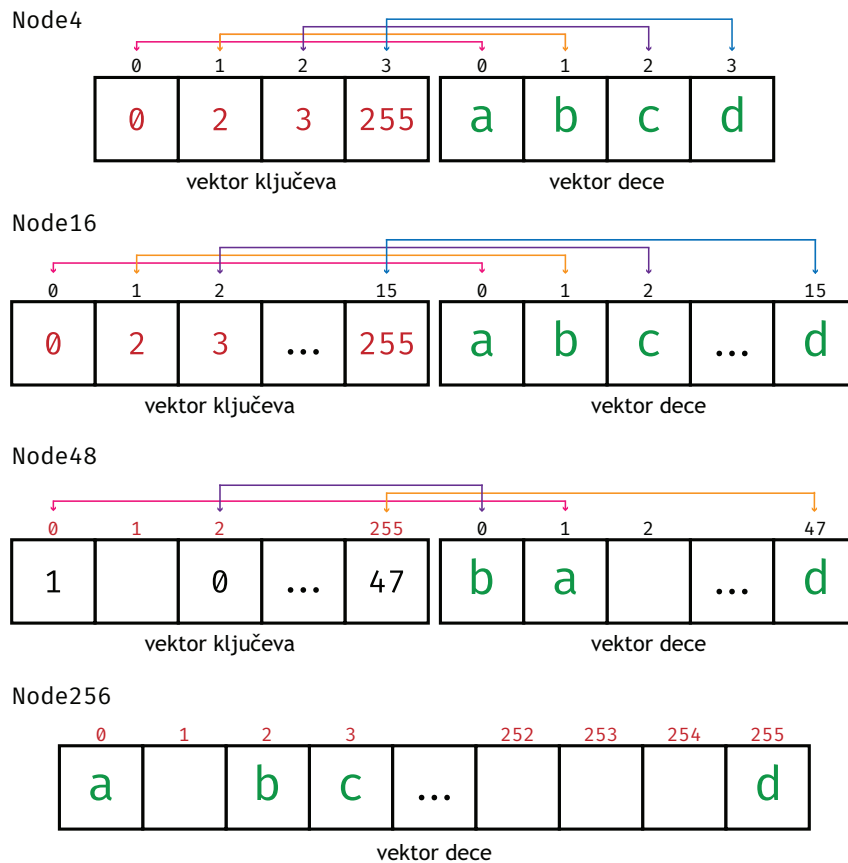 Node4
0 1 2 3 0 1 2 3
0 2 3 255 a b c d
vektor ključeva vektor dece
Node16
0 1 2 15 0 1 2 15
0 2 3 ... 255 a b c ... d
vektor ključeva vektor dece
Node48
0 1 2 255 0 1 2 47
1 0 ... 47 b a ... d
vektor ključeva vektor dece
Node256
0 1 2 3 252 253 254 255
a b c ... d
vektor dece